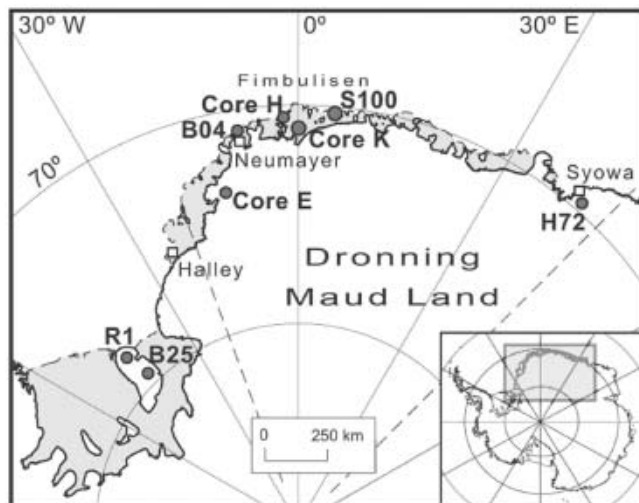 30º W
0º
30º E
Fimbulisen
Core H
S100
B04
Core K
Neumayer
70º
Syowa
Core E
H72
Halley
Dronning
Maud Land
R1
B25
0 250 km